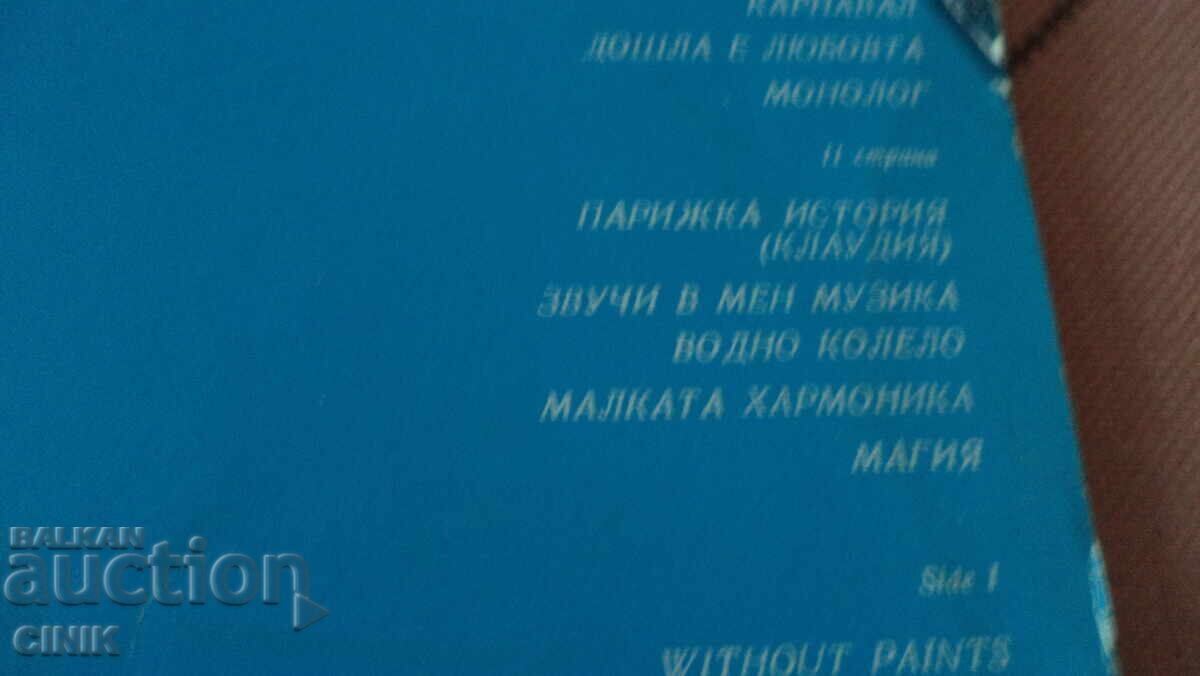 КАРНАВАЛ
ДОШЛА Е ЛЮБОВТА
МОНОЛОГ
II страна
ПАРИЖКА ИСТОРИЯ
(КЛАУДИЯ)
ЗВУЧИ В МЕН МУЗИКА
ВОДНО КОЛЕЛО
МАЛКАТА ХАРМОНИКА
МАГИЯ
Side I
WITHOUT PAINTS
BALKAN
auction
CINIK